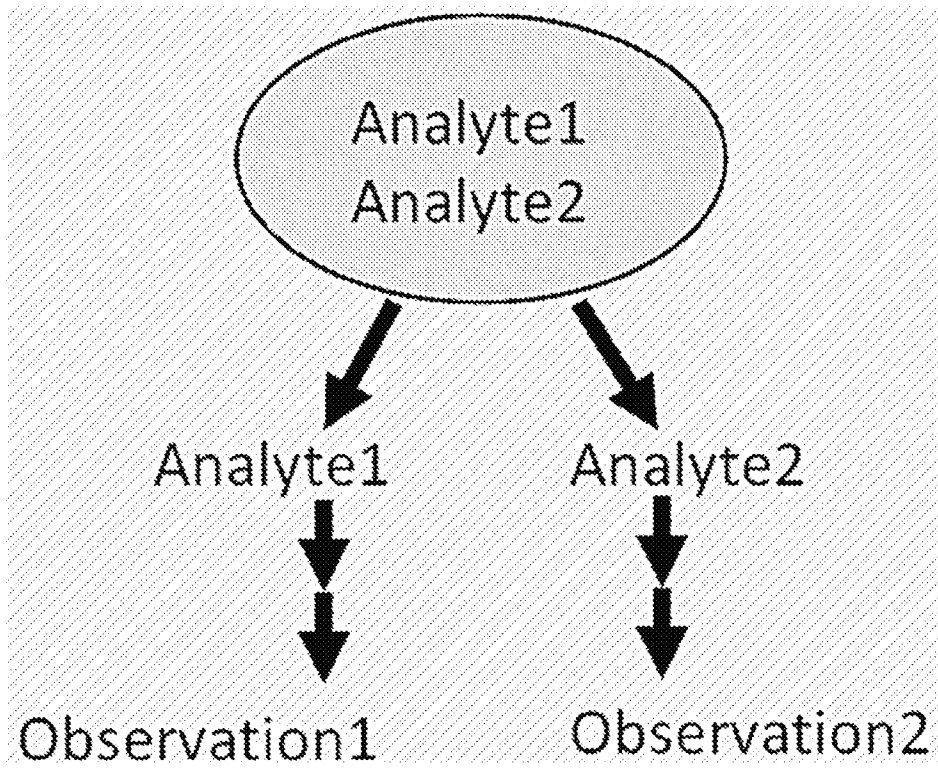 Analyte1
Analyte2
Analyte1
Analyte2
Observation1
Observation2